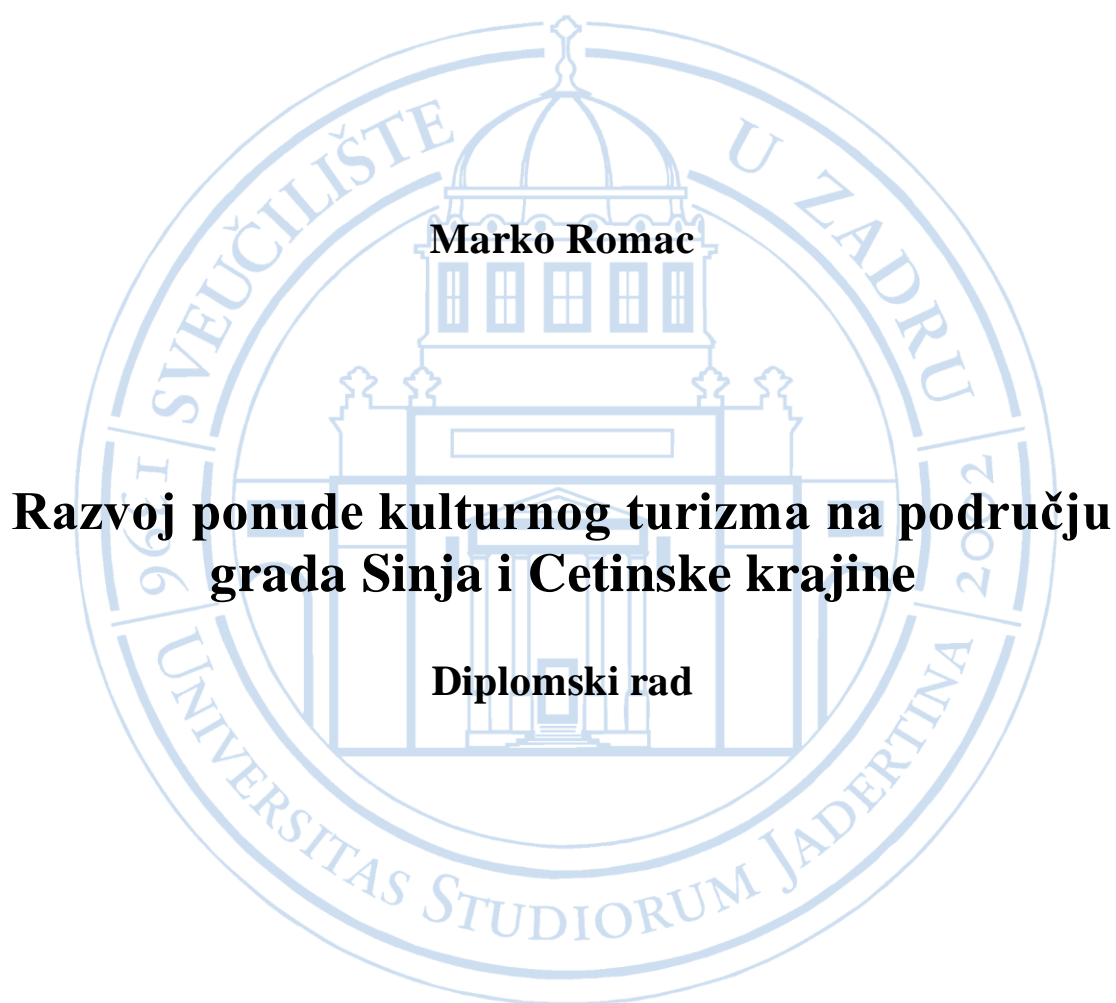 SVEUČILIŠTE U ZADRU
Marko Romac
1396
2002
Razvoj ponude kulturnog turizma na području
grada Sinja i Cetinske krajine
Diplomski rad
UNIVERSITAS STUDIORUM JADERTINA